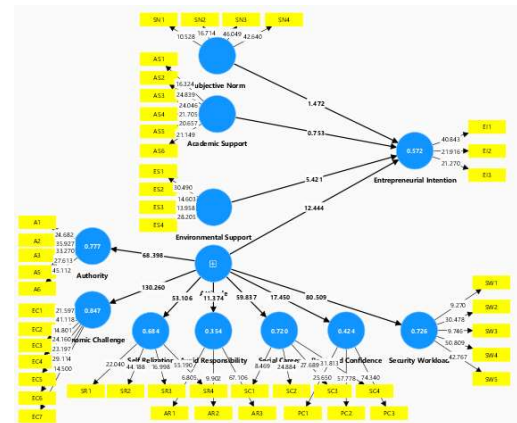 SN1 SN2 SN3 SN4
10.528 16.714 46.049 42.640
Subjective Norm
AS1
AS2
AS3
AS4
AS5
AS6
16.224
24.839
24.046
21.705
20.657
21.149
Academic Support
1.472
0.753
5.421
12.444
0.572
Entrepreneurial Intention
40.843
21.916
21.270
EI1
EI2
EI3
ES1
ES2
ES3
ES4
30.490
14.603
13.958
28.203
Environmental Support
A1
A2
A3
A5
A6
24.682
35.927
33.270
27.613
45.112
0.777
Authority
68.398
130.260
53.106
11.374
59.837
17.450
80.509
EC1
EC2
EC3
EC4
EC5
EC6
EC7
21.597
41.118
14.801
24.160
23.197
29.114
14.500
0.847
0.684
0.354
0.720
0.424
0.726
Security Workload
9.270
30.478
9.746
50.809
42.767
SW1
SW2
SW3
SW4
SW5
22.040 44.188 16.998 55.190
SR1 SR2 SR3 SR4
6.805 9.902 67.106
AR1 AR2 AR3
8.469 24.884 27.689
SC1 SC2 SC3 SC4
25.650 57.778 74.340
PC1 PC2 PC3